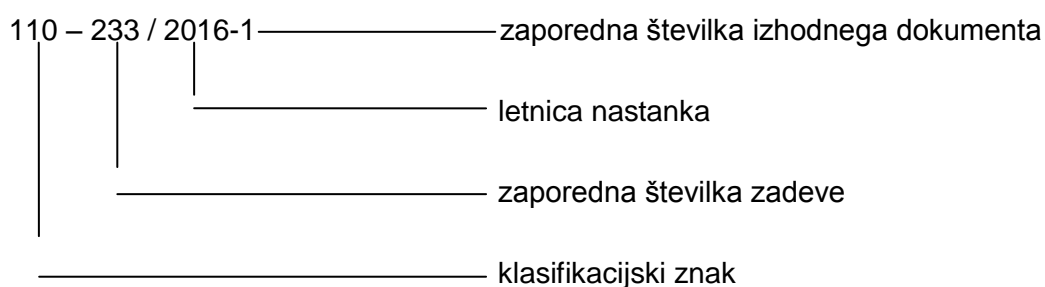 110 – 233 / 2016-1 zaporedna številka izhodnega dokumenta
letnica nastanka
zaporedna številka zadeve
klasifikacijski znak